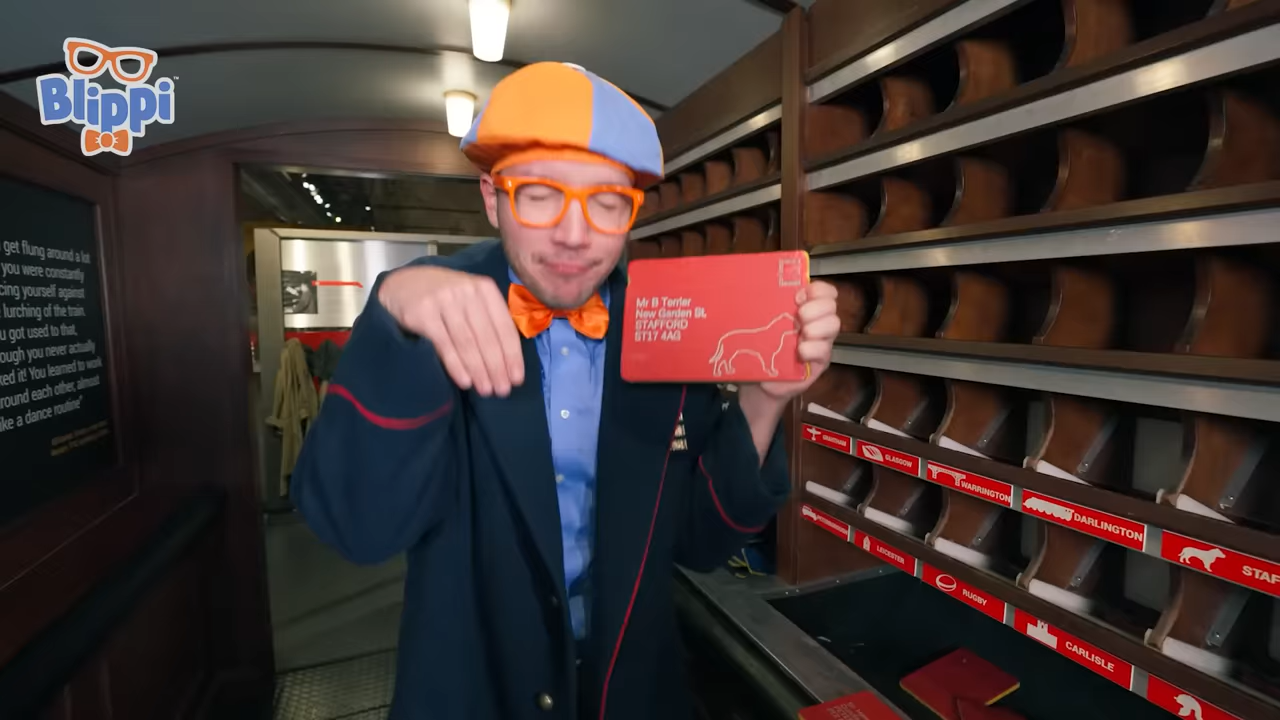 Blippi
get flung around a lot
you were constantly
cing yourself against
lurching of the train.
u got used to that,
ough you never actually
ked it! You learned to work
round each other, almost
ike a dance routine"
Mr B Terrier
New Garden St,
STAFFORD
ST17 4AG
GRANTHAM
GLASGOW
WARRINGTON
DARLINGTON
STAF
LEICESTER
RUGBY
CARLISLE